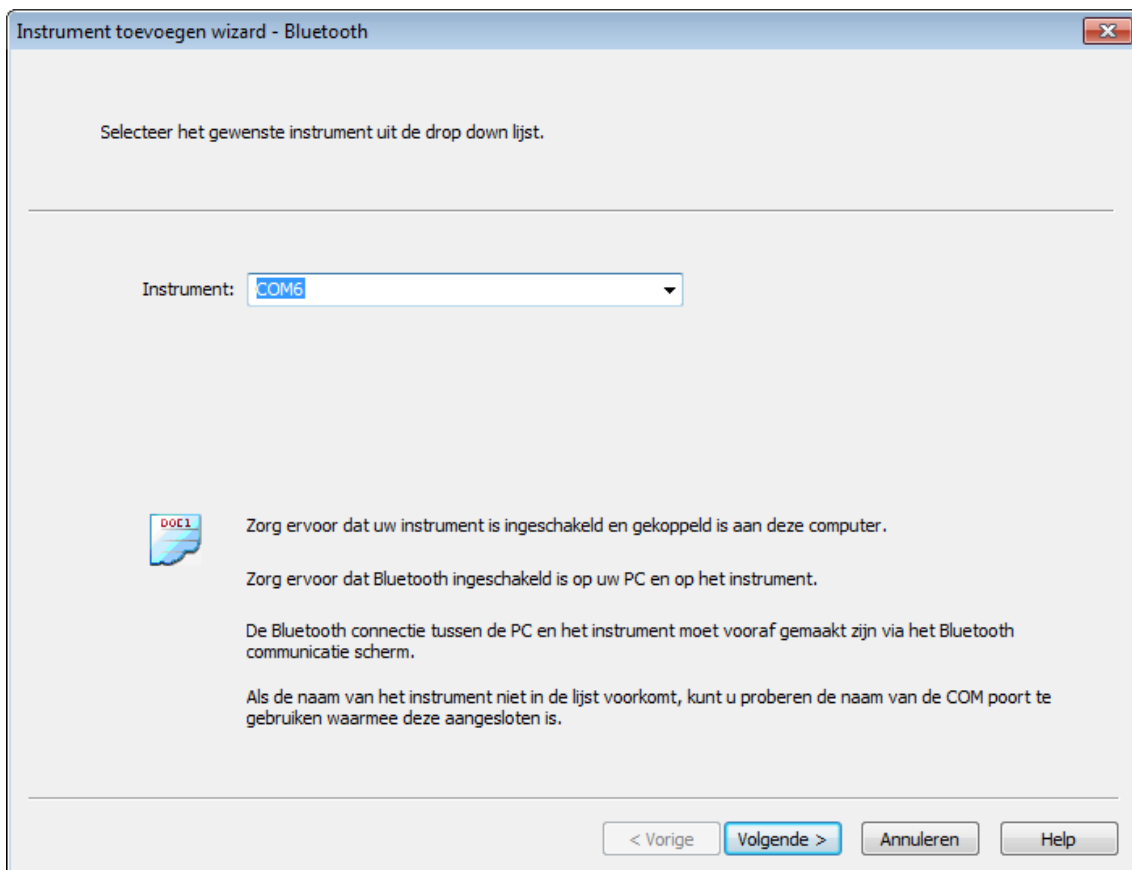 Instrument toevoegen wizard - Bluetooth
Selecteer het gewenste instrument uit de drop down lijst.
Instrument: COM6
DOC1
Zorg ervoor dat uw instrument is ingeschakeld en gekoppeld is aan deze computer.
Zorg ervoor dat Bluetooth ingeschakeld is op uw PC en op het instrument.
De Bluetooth connectie tussen de PC en het instrument moet vooraf gemaakt zijn via het Bluetooth
communicatie scherm.
Als de naam van het instrument niet in de lijst voorkomt, kunt u proberen de naam van de COM poort te
gebruiken waarmee deze aangesloten is.
< Vorige Volgende > Annuleren Help